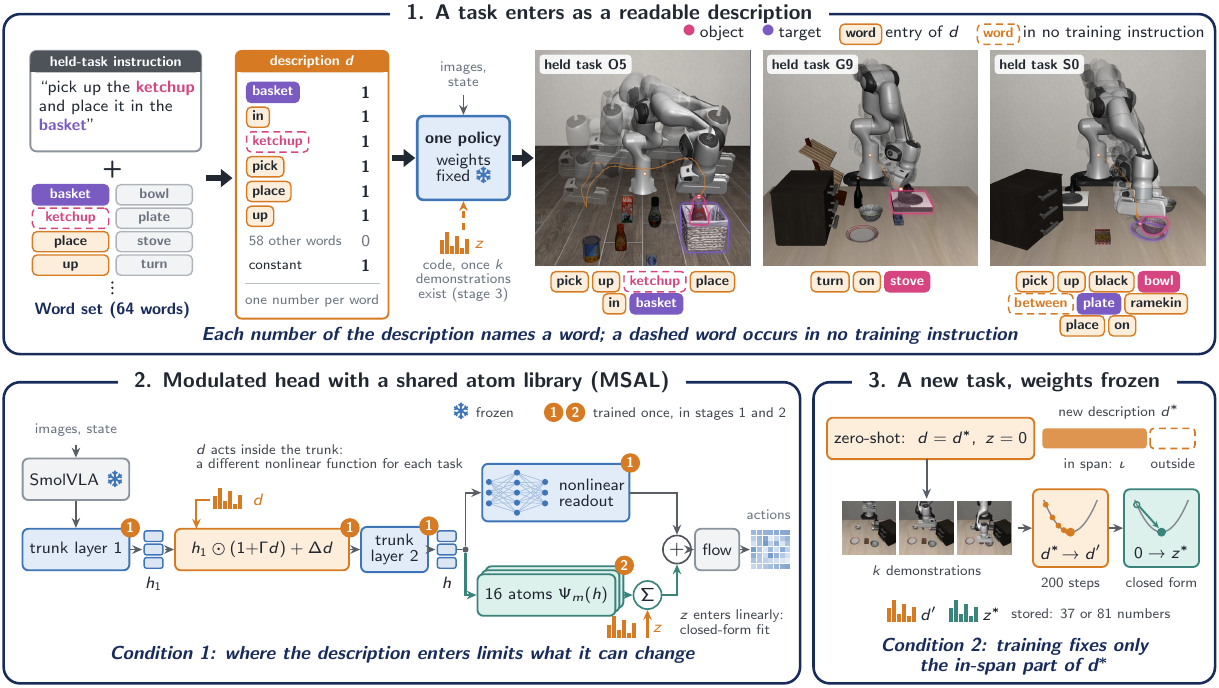 1. A task enters as a readable description
object target word entry of d word in no training instruction
held-task instruction
“pick up the ketchup
and place it in the
basket”
+
basket bowl
ketchup plate
place stove
up turn
⋮
Word set (64 words)
description d
basket 1
in 1
ketchup 1
pick 1
place 1
up 1
58 other words 0
constant 1
one number per word
images,
state
one policy
weights
fixed
z
code, once k
demonstrations
exist (stage 3)
held task O5
pick up ketchup place
in basket
held task G9
turn on stove
held task S0
pick up black bowl
between plate ramekin
place on
Each number of the description names a word; a dashed word occurs in no training instruction
2. Modulated head with a shared atom library (MSAL)
frozen 1 2 trained once, in stages 1 and 2
images, state
SmolVLA
d acts inside the trunk:
a different nonlinear function for each task
d
trunk layer 1 1
h₁
h₁ ⊙ (1+Γd) + Δd 1
trunk
layer 2 1
h
nonlinear
readout 1
16 atoms Ψₘ(h) 2
Σ
z
+
flow
actions
z enters linearly:
closed-form fit
Condition 1: where the description enters limits what it can change
3. A new task, weights frozen
zero-shot: d = d*, z = 0
new description d*
in span: ι outside
k demonstrations
d* → d′
200 steps
0 → z*
closed form
d′ z* stored: 37 or 81 numbers
Condition 2: training fixes only
the in-span part of d*